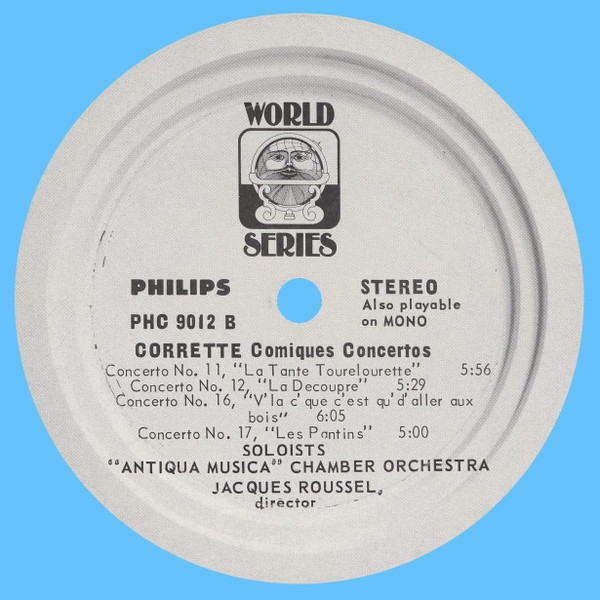 WORLD
SERIES
PHILIPS
STEREO
Also playable
on MONO
PHC 9012 B
CORRETTE Comiques Concertos
Concerto No. 11, "La Tante Tourelourette" 5:56
Concerto No. 12, "La Decoupre" 5:29
Concerto No. 16, "V'la c'que c'est qu'd'aller aux
bois" 6:05
Concerto No. 17, "Les Pantins" 5:00
SOLOISTS
"ANTIQUA MUSICA" CHAMBER ORCHESTRA
JACQUES ROUSSEL,
director